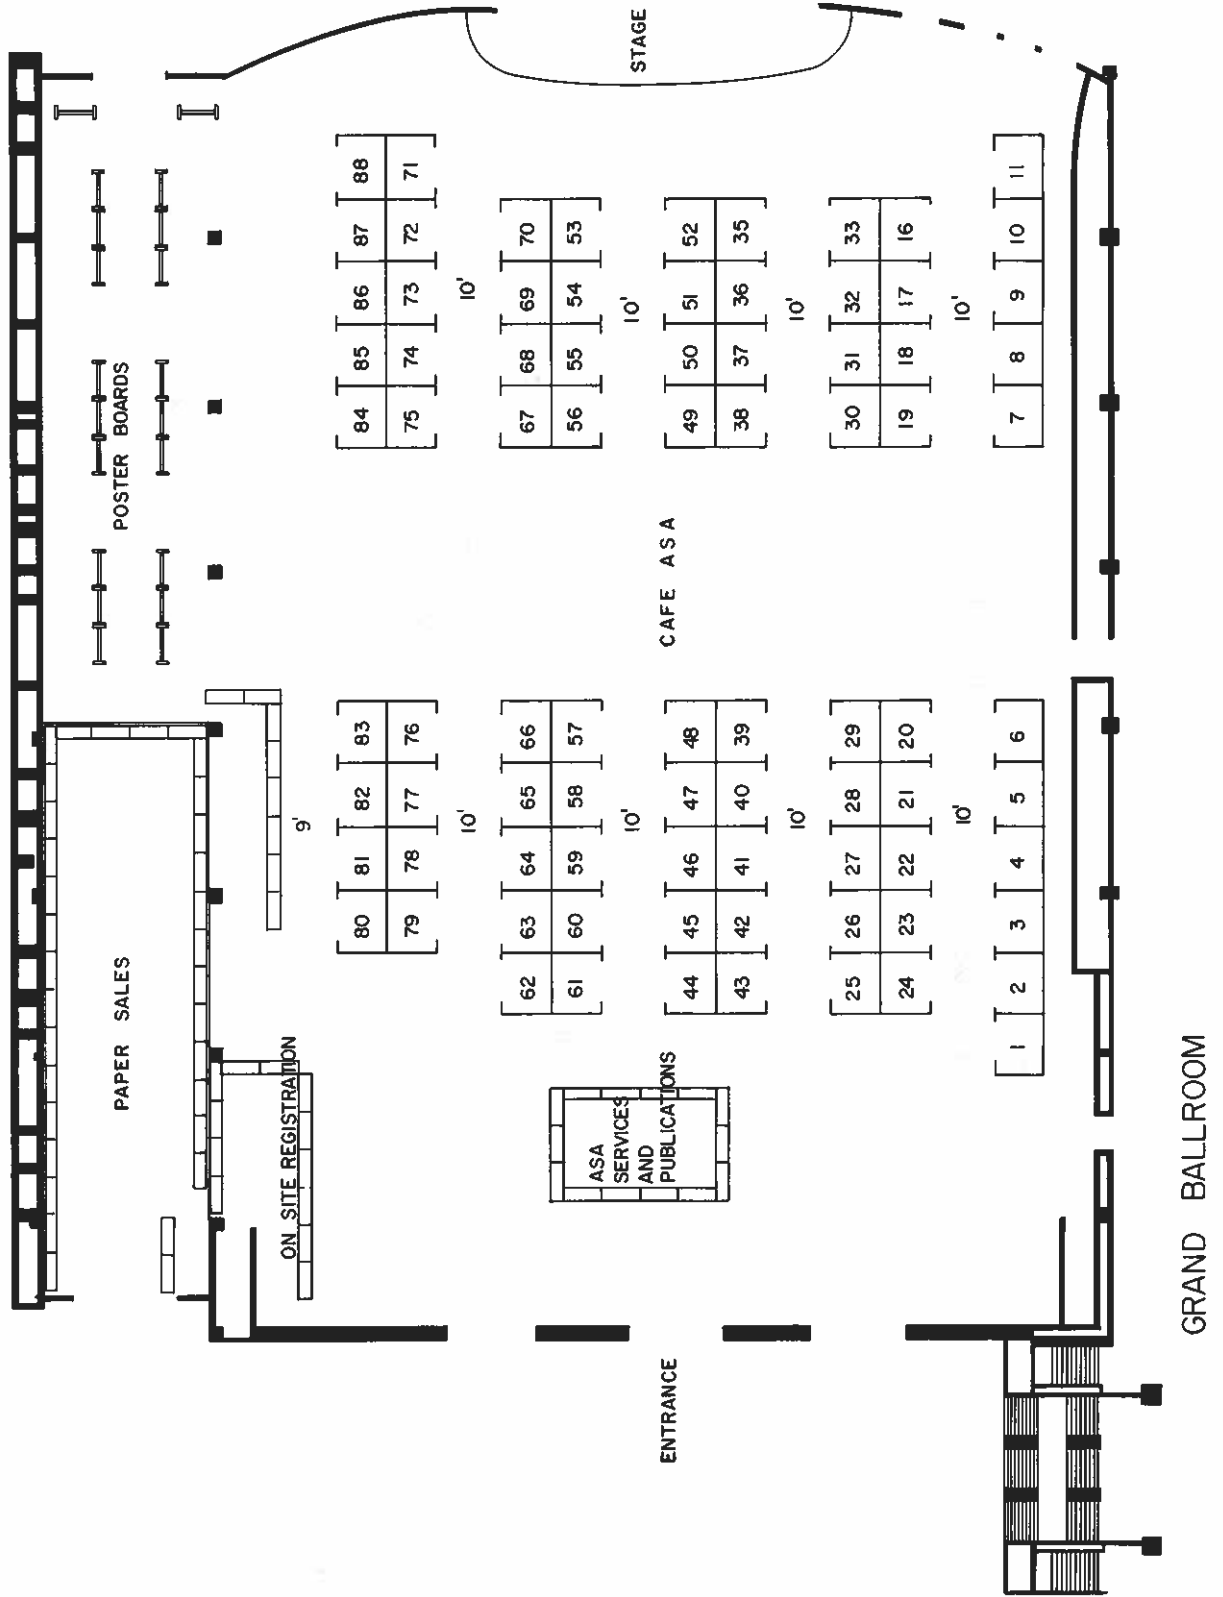 PAPER SALES
POSTER BOARDS
ON SITE REGISTRATION
9'
80 81 82 83 84 85 86 87 88
79 78 77 76 75 74 73 72 71
10' 10'
62 63 64 65 66 67 68 69 70
61 60 59 58 57 56 55 54 53
10' 10'
ASA
SERVICES
AND
PUBLICATIONS
ENTRANCE
CAFE ASA
STAGE
44 45 46 47 48 49 50 51 52
43 42 41 40 39 38 37 36 35
10' 10'
25 26 27 28 29 30 31 32 33
24 23 22 21 20 19 18 17 16
10' 10'
1 2 3 4 5 6 7 8 9 10 11
GRAND BALLROOM